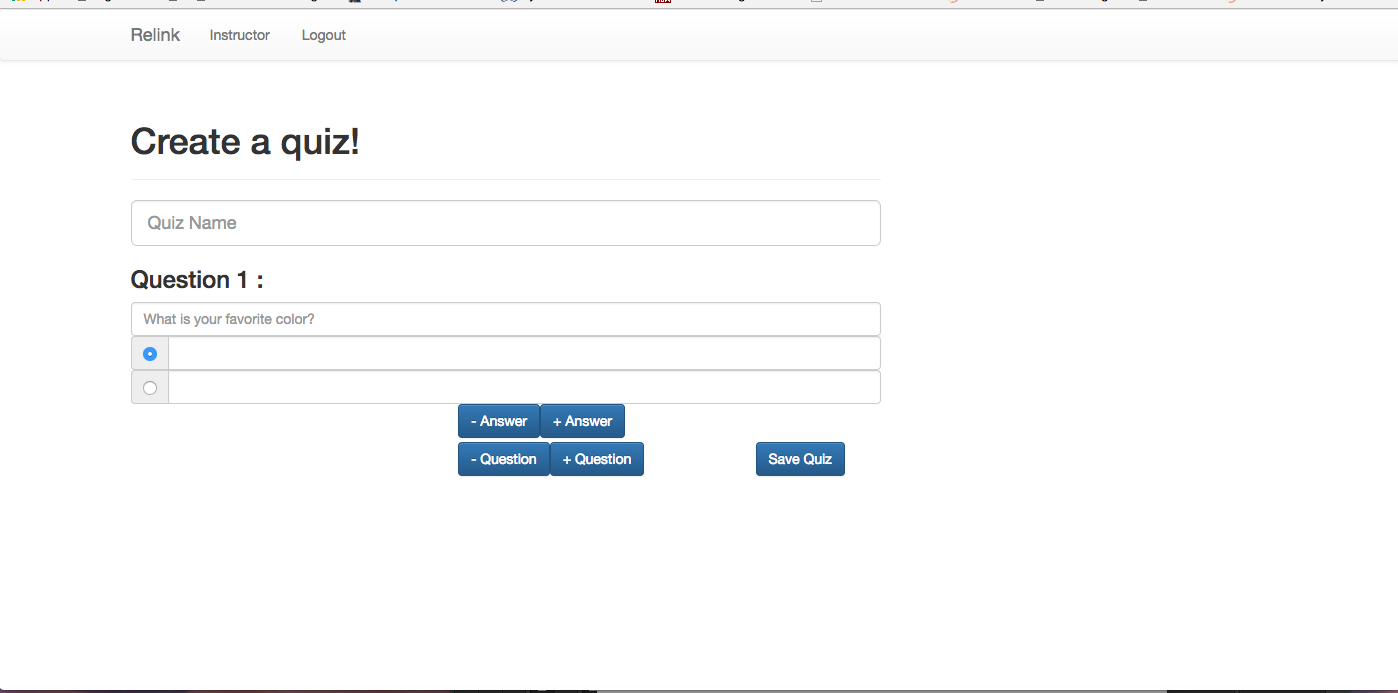 Relink Instructor Logout
Create a quiz!
Quiz Name
Question 1 :
What is your favorite color?
- Answer + Answer
- Question + Question Save Quiz